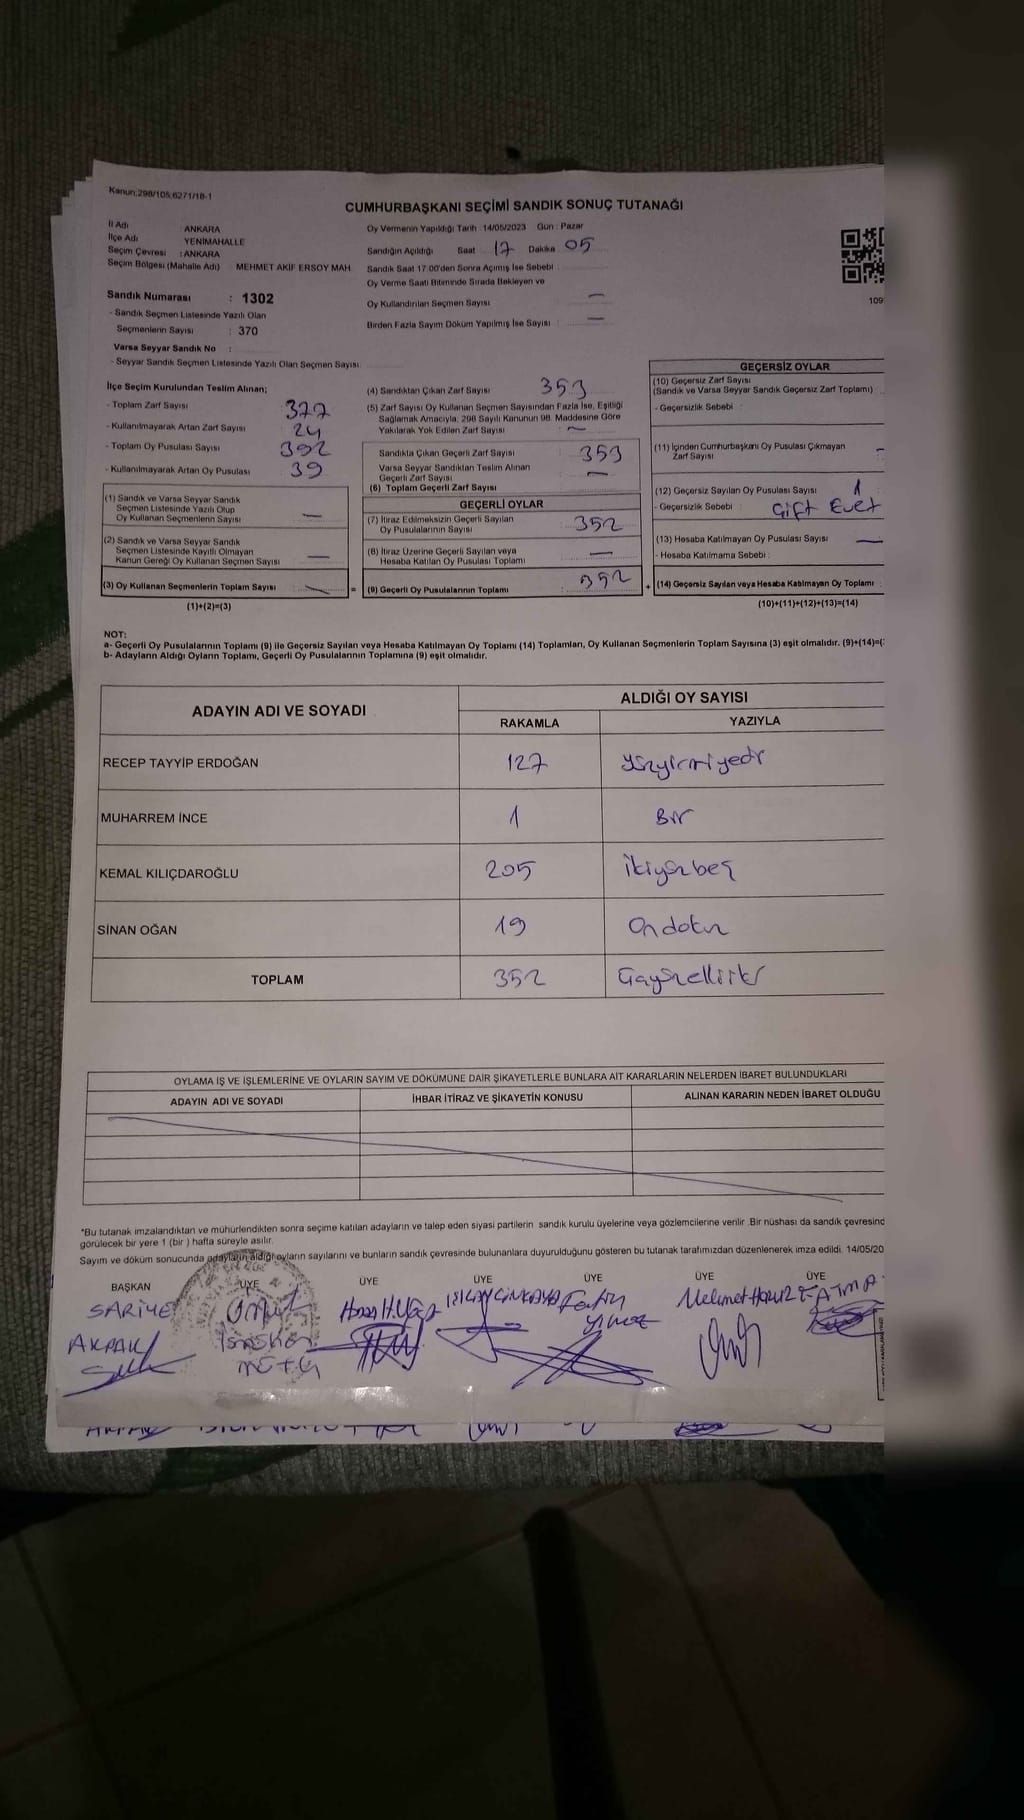 Kanun:298/105;6271/18-1
CUMHURBAŞKANI SEÇİMİ SANDIK SONUÇ TUTANAĞI
İl Adı : ANKARA
İlçe Adı : YENİMAHALLE
Seçim Çevresi : ANKARA
Seçim Bölgesi (Mahalle Adı) : MEHMET AKİF ERSOY MAH
Sandık Numarası : 1302
- Sandık Seçmen Listesinde Yazılı Olan
Seçmenlerin Sayısı : 370
Varsa Seyyar Sandık No :
- Seyyar Sandık Seçmen Listesinde Yazılı Olan Seçmen Sayısı:
Oy Vermenin Yapıldığı Tarih : 14/05/2023 Gün : Pazar
Sandığın Açıldığı Saat 17 Dakika 05
Sandık Saat 17:00'den Sonra Açımış İse Sebebi :
Oy Verme Saati Bitiminde Sırada Bekleyen ve
Oy Kullandırılan Seçmen Sayısı : —
Birden Fazla Sayım Döküm Yapılmış İse Sayısı : —
109
İlçe Seçim Kurulundan Teslim Alınan;
- Toplam Zarf Sayısı : 377
- Kullanılmayarak Artan Zarf Sayısı : 24
- Toplam Oy Pusulası Sayısı : 392
- Kullanılmayarak Artan Oy Pusulası : 39
(1) Sandık ve Varsa Seyyar Sandık
Seçmen Listesinde Yazılı Olup
Oy Kullanan Seçmenlerin Sayısı : —
(2) Sandık ve Varsa Seyyar Sandık
Seçmen Listesinde Kayıtlı Olmayan
Kanun Gereği Oy Kullanan Seçmen Sayısı : —
(3) Oy Kullanan Seçmenlerin Toplam Sayısı : —
(1)+(2)=(3)
(4) Sandıktan Çıkan Zarf Sayısı : 353
(5) Zarf Sayısı Oy Kullanan Seçmen Sayısından Fazla İse, Eşitliği
Sağlamak Amacıyla; 298 Sayılı Kanunun 98. Maddesine Göre
Yakılarak Yok Edilen Zarf Sayısı : —
Sandıkta Çıkan Geçerli Zarf Sayısı : 353
Varsa Seyyar Sandıktan Teslim Alınan
Geçerli Zarf Sayısı : —
(6) Toplam Geçerli Zarf Sayısı :
GEÇERLİ OYLAR
(7) İtiraz Edilmeksizin Geçerli Sayılan
Oy Pusulalarının Sayısı : 352
(8) İtiraz Üzerine Geçerli Sayılan veya
Hesaba Katılan Oy Pusulaları Toplamı : —
= (9) Geçerli Oy Pusulalarının Toplamı : 352
GEÇERSİZ OYLAR
(10) Geçersiz Zarf Sayısı
(Sandık ve Varsa Seyyar Sandık Geçersiz Zarf Toplamı) :
- Geçersizlik Sebebi :
(11) İçinden Cumhurbaşkanı Oy Pusulası Çıkmayan
Zarf Sayısı : —
(12) Geçersiz Sayılan Oy Pusulası Sayısı : 1
- Geçersizlik Sebebi : Çift Evet
(13) Hesaba Katılmayan Oy Pusulası Sayısı : —
- Hesaba Katılmama Sebebi :
+ (14) Geçersiz Sayılan veya Hesaba Katılmayan Oy Toplamı :
(10)+(11)+(12)+(13)=(14)
NOT:
a- Geçerli Oy Pusulalarının Toplamı (9) ile Geçersiz Sayılan veya Hesaba Katılmayan Oy Toplamı (14) Toplamları, Oy Kullanan Seçmenlerin Toplam Sayısına (3) eşit olmalıdır. (9)+(14)=(
b- Adayların Aldığı Oyların Toplamı, Geçerli Oy Pusulalarının Toplamına (9) eşit olmalıdır.
ADAYIN ADI VE SOYADI ALDIĞI OY SAYISI
RAKAMLA YAZIYLA
RECEP TAYYİP ERDOĞAN 127 Yüzyirmiyedi
MUHARREM İNCE 1 Bir
KEMAL KILIÇDAROĞLU 205 ikiyüzbeş
SİNAN OĞAN 19 Ondokuz
TOPLAM 352 Üçyüzelliiki
OYLAMA İŞ VE İŞLEMLERİNE VE OYLARIN SAYIM VE DÖKÜMÜNE DAİR ŞİKAYETLERLE BUNLARA AİT KARARLARIN NELERDEN İBARET BULUNDUKLARI
ADAYIN ADI VE SOYADI İHBAR İTİRAZ VE ŞİKAYETİN KONUSU ALINAN KARARIN NEDEN İBARET OLDUĞU
*Bu tutanak imzalandıktan ve mühürlendikten sonra seçime katılan adayların ve talep eden siyasi partilerin sandık kurulu üyelerine veya gözlemcilerine verilir .Bir nüshası da sandık çevresind
görülecek bir yere 1 (bir ) hafta süreyle asılır.
Sayım ve döküm sonucunda adayların aldığı oyların sayılarını ve bunların sandık çevresinde bulunanlara duyurulduğunu gösteren bu tutanak tarafımızdan düzenlenerek imza edildi. 14/05/20
BAŞKAN ÜYE ÜYE ÜYE ÜYE ÜYE ÜYE
SARİYE Umut Fatih Mehmet FATMA
AKPAK YILMAZ